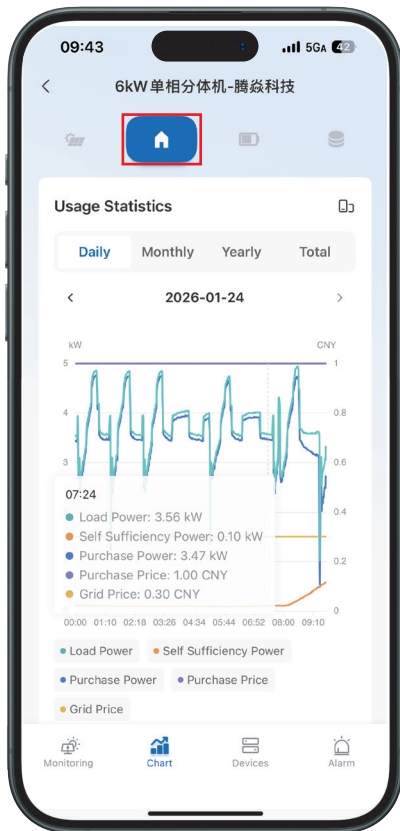 09:43 5GA 42
6kW单相分体机-腾焱科技
Usage Statistics
Daily Monthly Yearly Total
2026-01-24
kW CNY
5 1
4 0.8
3 0.6
0.4
0.2
0
07:24
Load Power: 3.56 kW
Self Sufficiency Power: 0.10 kW
Purchase Power: 3.47 kW
Purchase Price: 1.00 CNY
Grid Price: 0.30 CNY
00:00 01:10 02:18 03:26 04:34 05:44 06:52 08:00 09:10
Load Power Self Sufficiency Power
Purchase Power Purchase Price
Grid Price
Monitoring Chart Devices Alarm